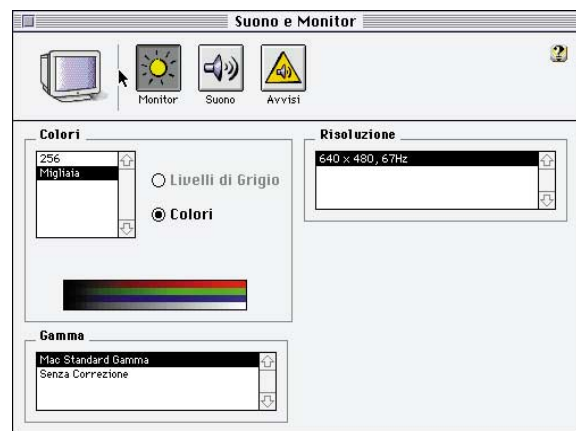 Suono e Monitor
Monitor
Suono
Avvisi
Colori
256
Migliaia
Livelli di Grigio
Colori
Risoluzione
640 x 480, 67Hz
Gamma
Mac Standard Gamma
Senza Correzione